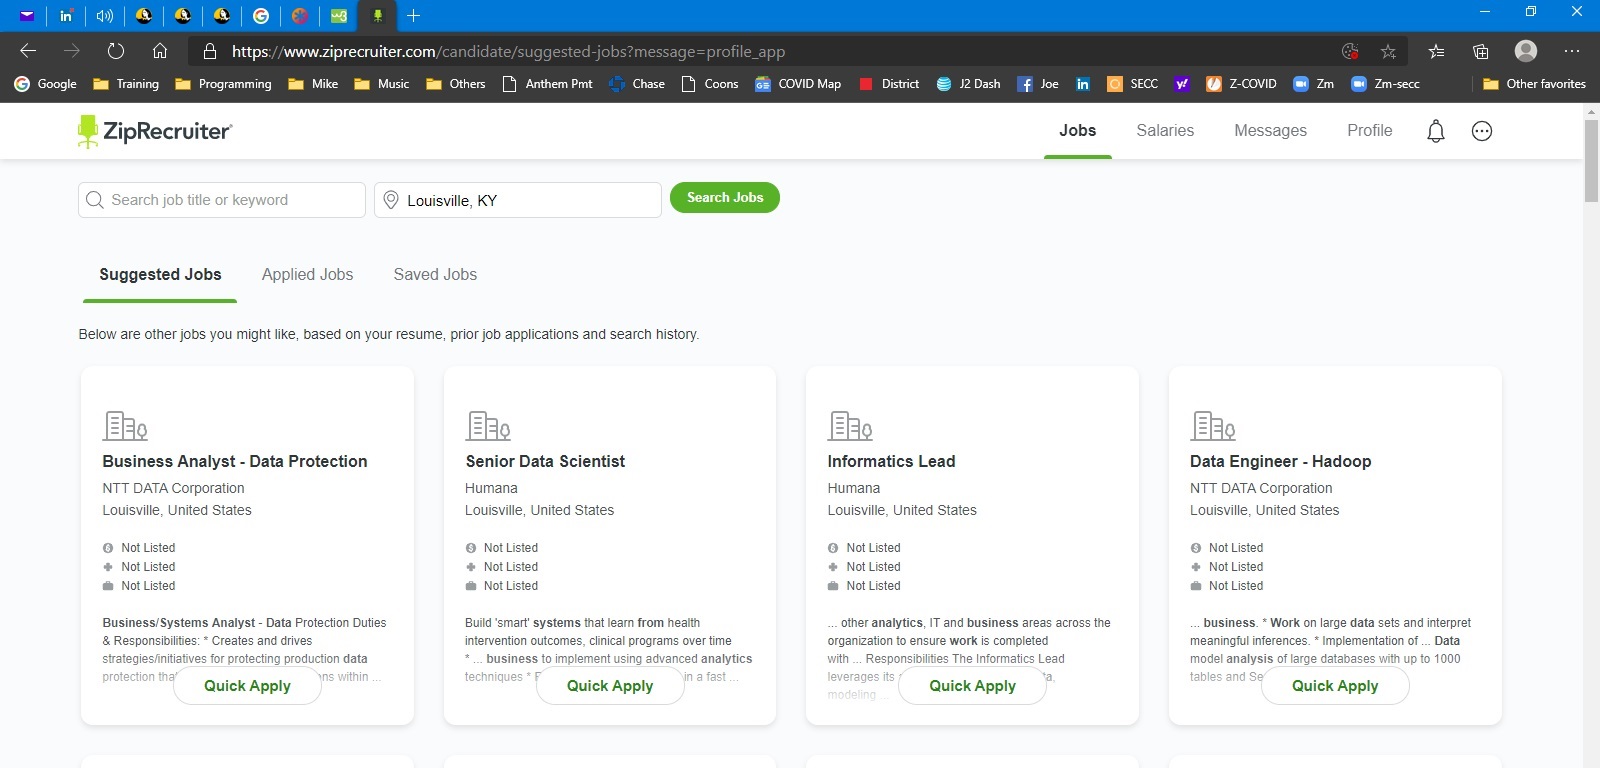 https://www.ziprecruiter.com/candidate/suggested-jobs?message=profile_app
Google Training Programming Mike Music Others Anthem Pmt Chase Coons COVID Map District J2 Dash Joe SECC Z-COVID Zm Zm-secc Other favorites
ZipRecruiter Jobs Salaries Messages Profile
Search job title or keyword Louisville, KY Search Jobs
Suggested Jobs Applied Jobs Saved Jobs
Below are other jobs you might like, based on your resume, prior job applications and search history.
Business Analyst - Data Protection
NTT DATA Corporation
Louisville, United States
Not Listed
Not Listed
Not Listed
Business/Systems Analyst - Data Protection Duties
& Responsibilities: * Creates and drives
strategies/initiatives for protecting production data
protection ns within ...
Quick Apply
Senior Data Scientist
Humana
Louisville, United States
Not Listed
Not Listed
Not Listed
Build 'smart' systems that learn from health
intervention outcomes, clinical programs over time
* ... business to implement using advanced analytics
techniques * in a fast ...
Quick Apply
Informatics Lead
Humana
Louisville, United States
Not Listed
Not Listed
Not Listed
... other analytics, IT and business areas across the
organization to ensure work is completed
with ... Responsibilities The Informatics Lead
leverages its ta,
modeling ...
Quick Apply
Data Engineer - Hadoop
NTT DATA Corporation
Louisville, United States
Not Listed
Not Listed
Not Listed
... business. * Work on large data sets and interpret
meaningful inferences. * Implementation of ... Data
model analysis of large databases with up to 1000
tables and Se
Quick Apply